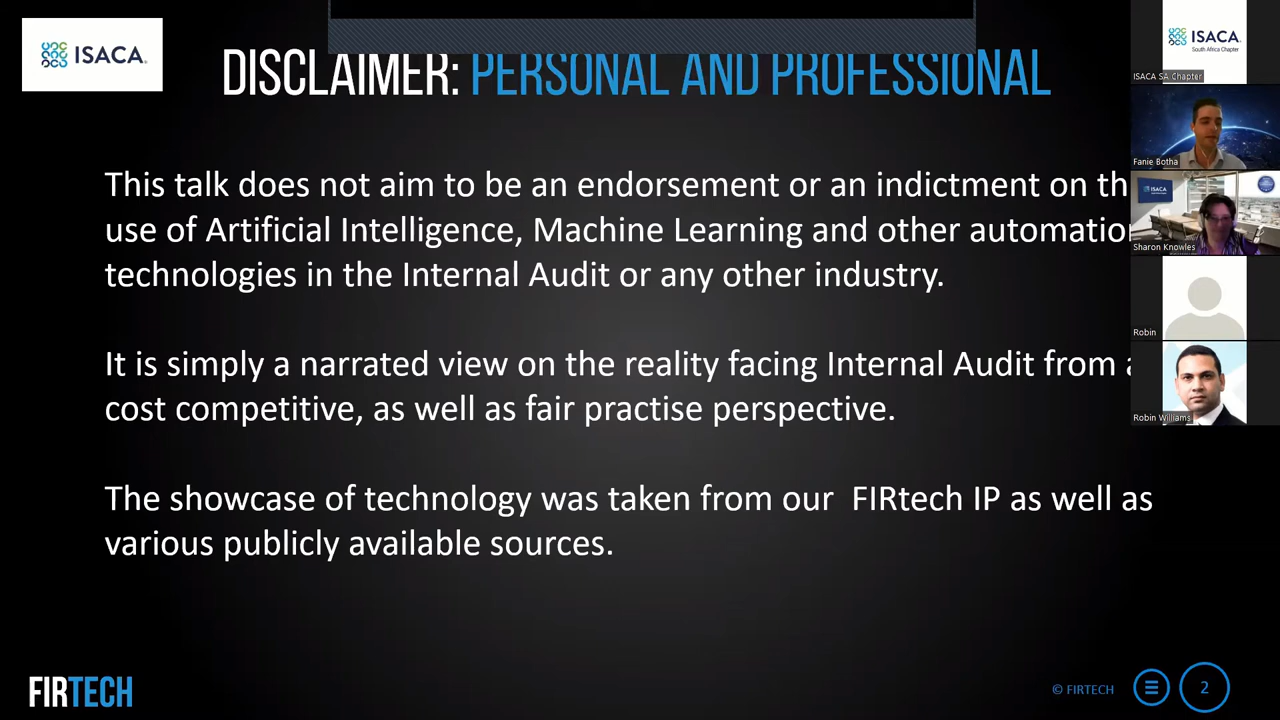 ISACA®
DISCLAIMER: PERSONAL AND PROFESSIONAL
This talk does not aim to be an endorsement or an indictment on th
use of Artificial Intelligence, Machine Learning and other automation
technologies in the Internal Audit or any other industry.
It is simply a narrated view on the reality facing Internal Audit from a
cost competitive, as well as fair practise perspective.
The showcase of technology was taken from our  FIRtech IP as well as
various publicly available sources.
FIRTECH
© FIRTECH
2
ISACA.
South Africa Chapter
ISACA SA Chapter
Fanie Botha
ISACA
Sharon Knowles
Robin
Robin Williams